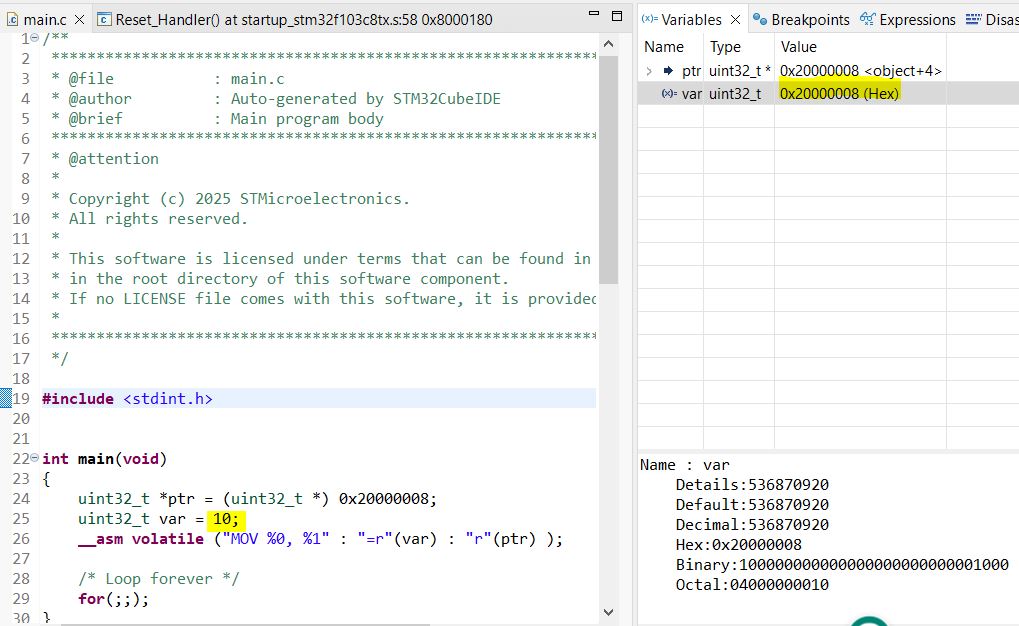 main.c
Reset_Handler() at startup_stm32f103c8tx.s:58 0x8000180
1 /**
2 ******************************************************************************
3 * @file : main.c
4 * @author : Auto-generated by STM32CubeIDE
5 * @brief : Main program body
6 ******************************************************************************
7 * @attention
8 *
9 * Copyright (c) 2025 STMicroelectronics.
10 * All rights reserved.
11 *
12 * This software is licensed under terms that can be found in
13 * in the root directory of this software component.
14 * If no LICENSE file comes with this software, it is provided
15 *
16 ******************************************************************************
17 */
18
19 #include <stdint.h>
20
21
22 int main(void)
23 {
24 uint32_t *ptr = (uint32_t *) 0x20000008;
25 uint32_t var = 10;
26 __asm volatile ("MOV %0, %1" : "=r"(var) : "r"(ptr) );
27
28 /* Loop forever */
29 for(;;);
30 }
(x)= Variables Breakpoints Expressions Disas
Name Type Value
ptr uint32_t * 0x20000008 <object+4>
(x)= var uint32_t 0x20000008 (Hex)
Name : var
Details:536870920
Default:536870920
Decimal:536870920
Hex:0x20000008
Binary:100000000000000000000000001000
Octal:04000000010